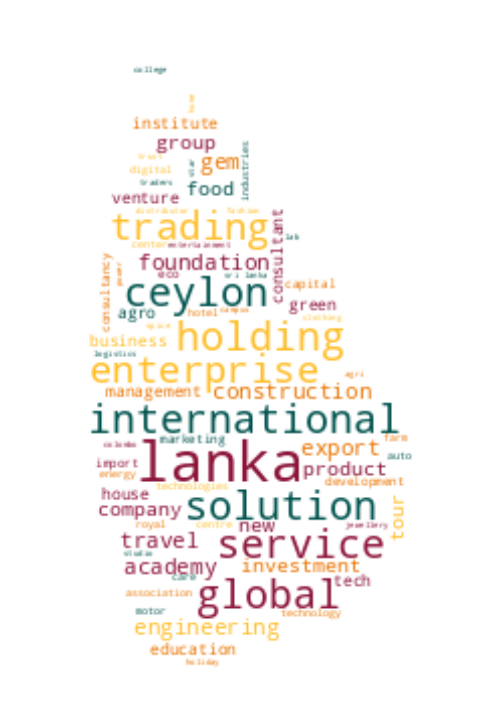 college
home
institute
group
trust
gem
industries
star
digital
traders
food
venture
distributor
fashion
trading
consultant
lab
center
entertainment
foundation
consultancy
power
eco
sri lanka
ceylon
capital
green
agro
hotel
campus
clothing
spice
holding
business
logistics
enterprise
agri
management
construction
international
marketing
farm
colombo
lanka
export
auto
import
product
energy
technologies
development
house
solution
company
tour
royal
centre
new
jewellery
travel
service
studio
academy
investment
care
tech
association
global
motor
technology
engineering
education
holiday